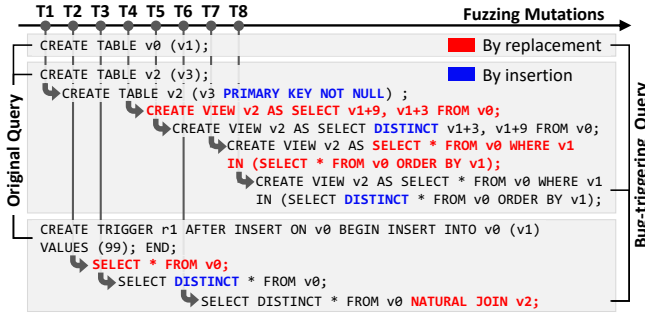 T1 T2 T3 T4 T5 T6 T7 T8 Fuzzing Mutations
CREATE TABLE v0 (v1);
By replacement
CREATE TABLE v2 (v3);
By insertion
CREATE TABLE v2 (v3 PRIMARY KEY NOT NULL) ;
CREATE VIEW v2 AS SELECT v1+9, v1+3 FROM v0;
CREATE VIEW v2 AS SELECT DISTINCT v1+3, v1+9 FROM v0;
CREATE VIEW v2 AS SELECT * FROM v0 WHERE v1
IN (SELECT * FROM v0 ORDER BY v1);
CREATE VIEW v2 AS SELECT * FROM v0 WHERE v1
IN (SELECT DISTINCT * FROM v0 ORDER BY v1);
CREATE TRIGGER r1 AFTER INSERT ON v0 BEGIN INSERT INTO v0 (v1)
VALUES (99); END;
SELECT * FROM v0;
SELECT DISTINCT * FROM v0;
SELECT DISTINCT * FROM v0 NATURAL JOIN v2;
Original Query
Bug-triggering Query